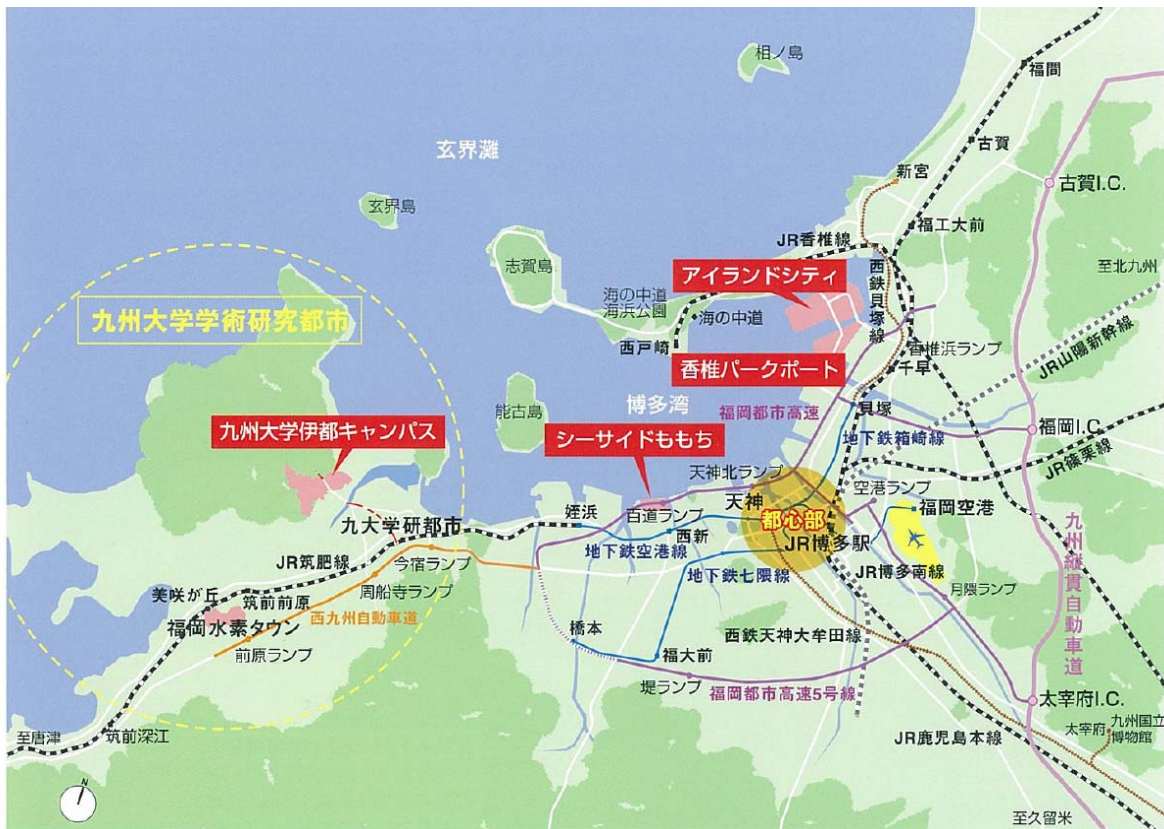 相ノ島
福間
玄界灘
古賀
新宮
古賀I.C.
玄界島
福工大前
JR香椎線
志賀島
アイランドシティ
西鉄貝塚線
至北九州
海の中道
海浜公園
海の中道
九州大学学術研究都市
西戸崎
香椎浜ランプ
JR山陽新幹線
香椎パークポート
千早
能古島
博多湾
福岡都市高速
貝塚
九州大学伊都キャンパス
シーサイドももち
地下鉄箱崎線
福岡I.C.
JR篠栗線
天神北ランプ
空港ランプ
天神
福岡空港
九大学研都市
姪浜
百道ランプ
都心部
西新
JR博多駅
地下鉄空港線
JR筑肥線
今宿ランプ
地下鉄七隈線
JR博多南線
九州縦貫自動車道
周船寺ランプ
月隈ランプ
美咲が丘
筑前前原
西九州自動車道
福岡水素タウン
橋本
西鉄天神大牟田線
前原ランプ
福大前
堤ランプ
福岡都市高速5号線
太宰府I.C.
至唐津
筑前深江
太宰府
九州国立
博物館
JR鹿児島本線
N
至久留米